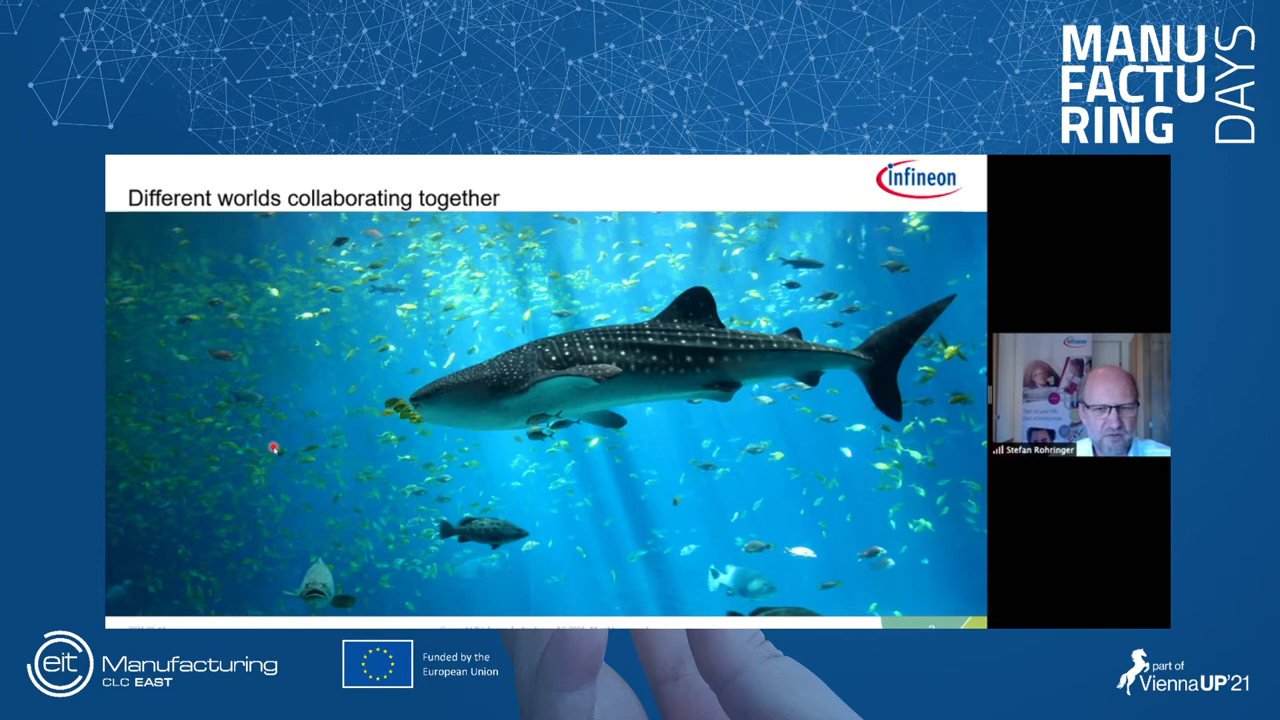 MANU
FACTU
RING
DAYS
Different worlds collaborating together
infineon
Stefan Rohringer
eit Manufacturing
CLC EAST
Funded by the
European Union
part of
ViennaUP'21